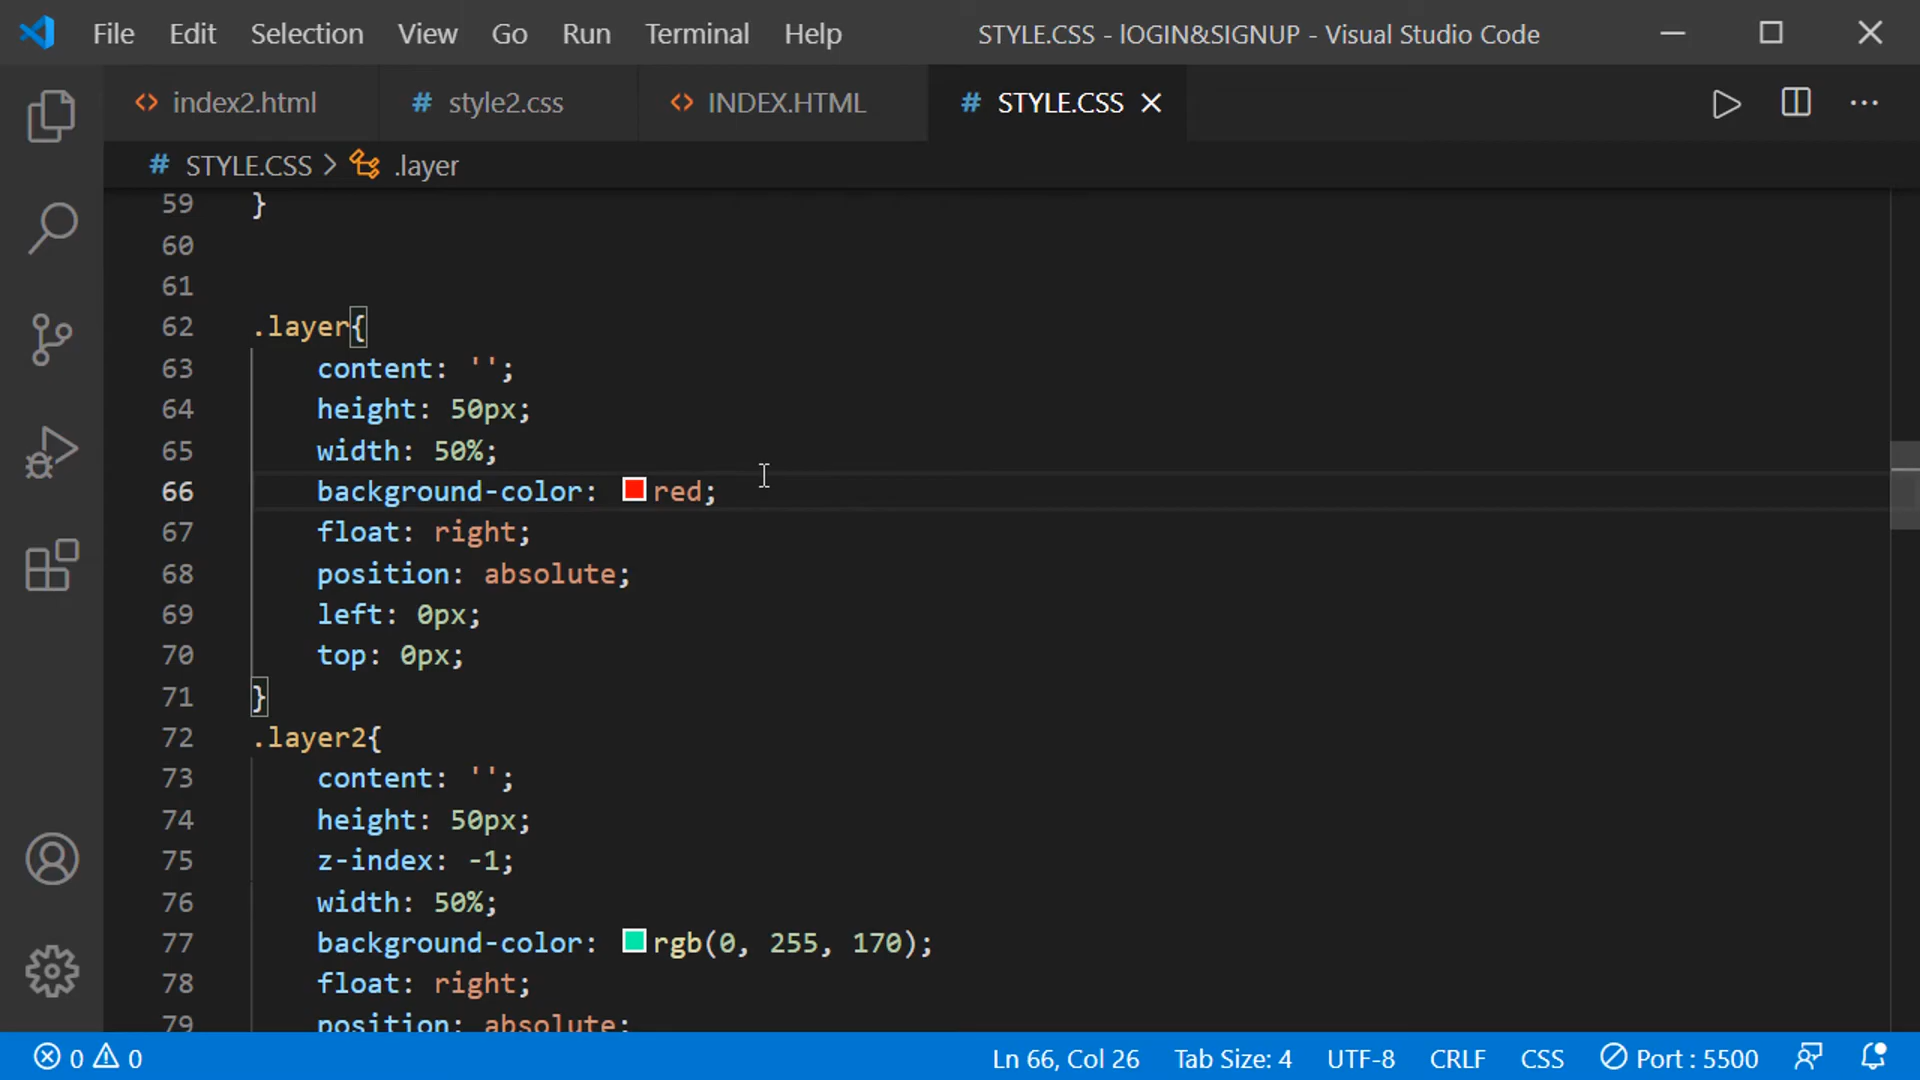 File Edit Selection View Go Run Terminal Help STYLE.CSS - lOGIN&SIGNUP - Visual Studio Code
<> index2.html # style2.css <> INDEX.HTML # STYLE.CSS ×
# STYLE.CSS > .layer
59 }
60
61
62 .layer{
63 content: '';
64 height: 50px;
65 width: 50%;
66 background-color: red;
67 float: right;
68 position: absolute;
69 left: 0px;
70 top: 0px;
71 }
72 .layer2{
73 content: '';
74 height: 50px;
75 z-index: -1;
76 width: 50%;
77 background-color: rgb(0, 255, 170);
78 float: right;
79 position: absolute;
0 0 Ln 66, Col 26 Tab Size: 4 UTF-8 CRLF CSS Port : 5500